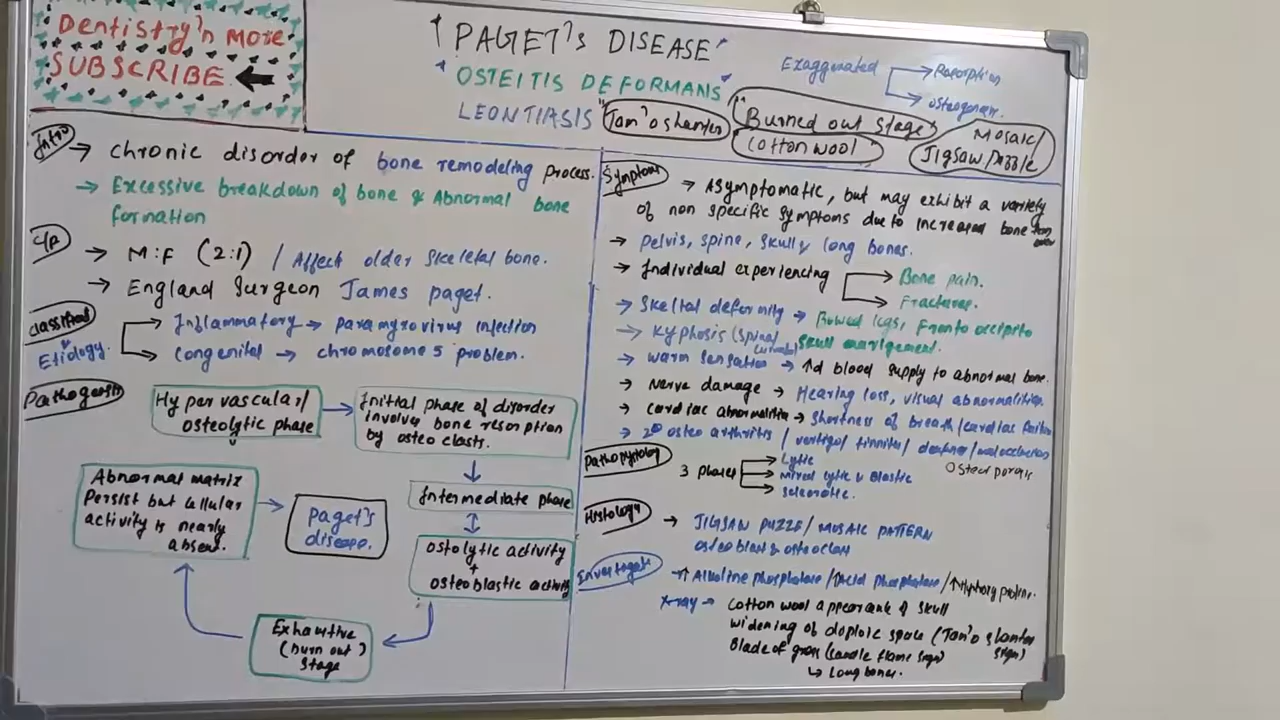 Dentistry'n more
SUBSCRIBE
"PAGET'S DISEASE"
"OSTEITIS DEFORMANS"
LEONTIASIS "Tam'o shanter
"Burned out stage"
Cotton wool
Exaggerated
Resorption
osteogenesis.
Mosaic/
Jigsaw/puzzle
Intro → chronic disorder of bone remodeling process.
→ Excessive breakdown of bone & Abnormal bone
formation
C/F → M:F (2:1) / Affect older skeletal bone.
→ England Surgeon James paget.
Classification
Etiology
Inflammatory → paramyxovirus infection
Congenital → chromosome 5 problem.
Pathogenesis
Hypervascular/
osteolytic phase
Initial phase of disorder
involves bone resorption
by osteoclasts.
Intermediate phase
Ostolytic activity
+
osteoblastic activity
Exhaustive
(burn out)
stage
Abnormal matrix
Persist but cellular
activity is nearly
absent.
Paget's
disease.
Symptoms → Asymptomatic, but may exhibit a variety
of non specific symptoms due to increased bone
→ Pelvis, spine, skull & long bones.
→ Individual experiencing
Bone pain.
Fractures.
→ Skeltal deformity → Bowed legs, Fronto occipito
skull enlargement.
→ Kyphosis (spinal
→ warm sensation → ↑d blood supply to abnormal bone.
→ Nerve damage → Hearing loss, visual abnormalities.
→ cardiac abnormalities → Shortness of breath/cardiac failure
→ 2° osteo arthritis / vertigo/ tinnitis/ deafness/malocclusion
Osteoporosis
Pathophysiology
3 phases
Lytic
Mixed lytic & blastic
Sclerotic.
Histology → JIGSAW PUZZE/ MOSAIC PATTERN
osteoblast & osteoclast
Investigate → ↑ Alkaline phosphatase /↑Acid phosphatase/↑Hydroxyproline.
X-ray → Cotton wool appearance of skull
widening of diploic space (Tam'o shanter
sign)
Blade of grass (candle flame sign)
↳ Long bones.